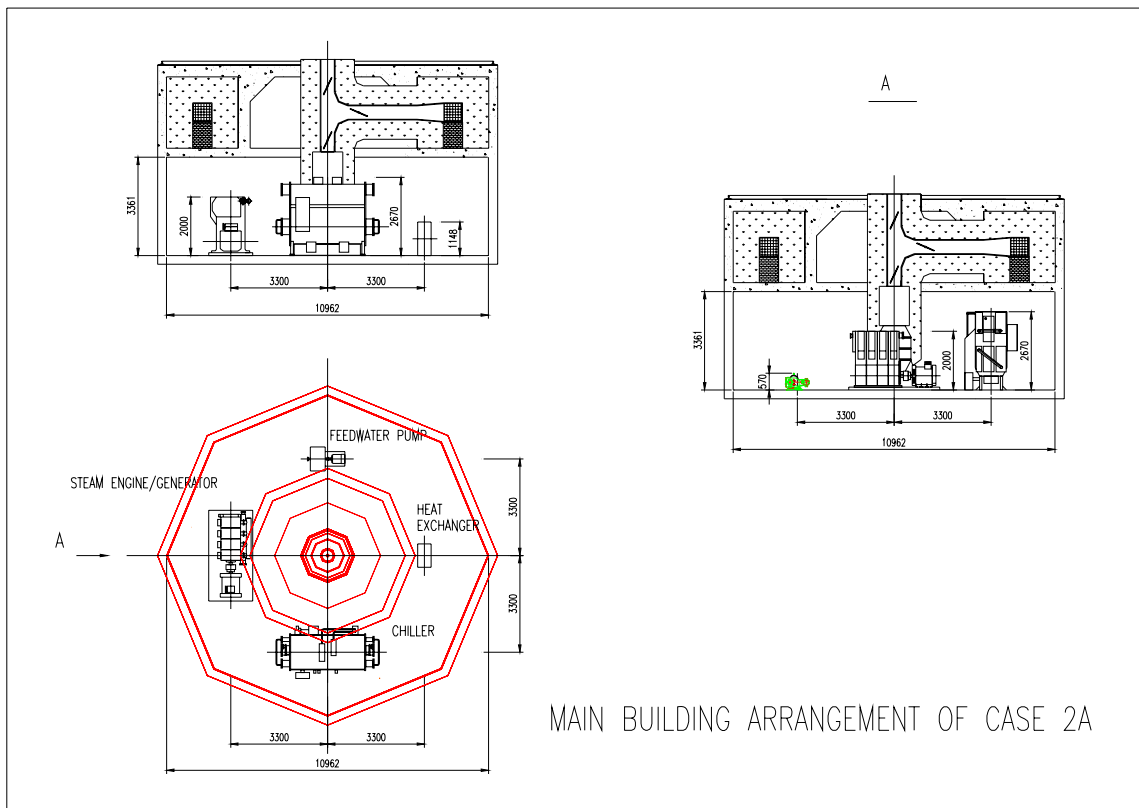 3361
2000
2670
1148
3300
3300
10962
A
3361
570
2000
2670
3300
3300
10962
FEEDWATER PUMP
STEAM ENGINE/GENERATOR
HEAT
EXCHANGER
A
3300
3300
CHILLER
3300
3300
10962
MAIN BUILDING ARRANGEMENT OF CASE 2A